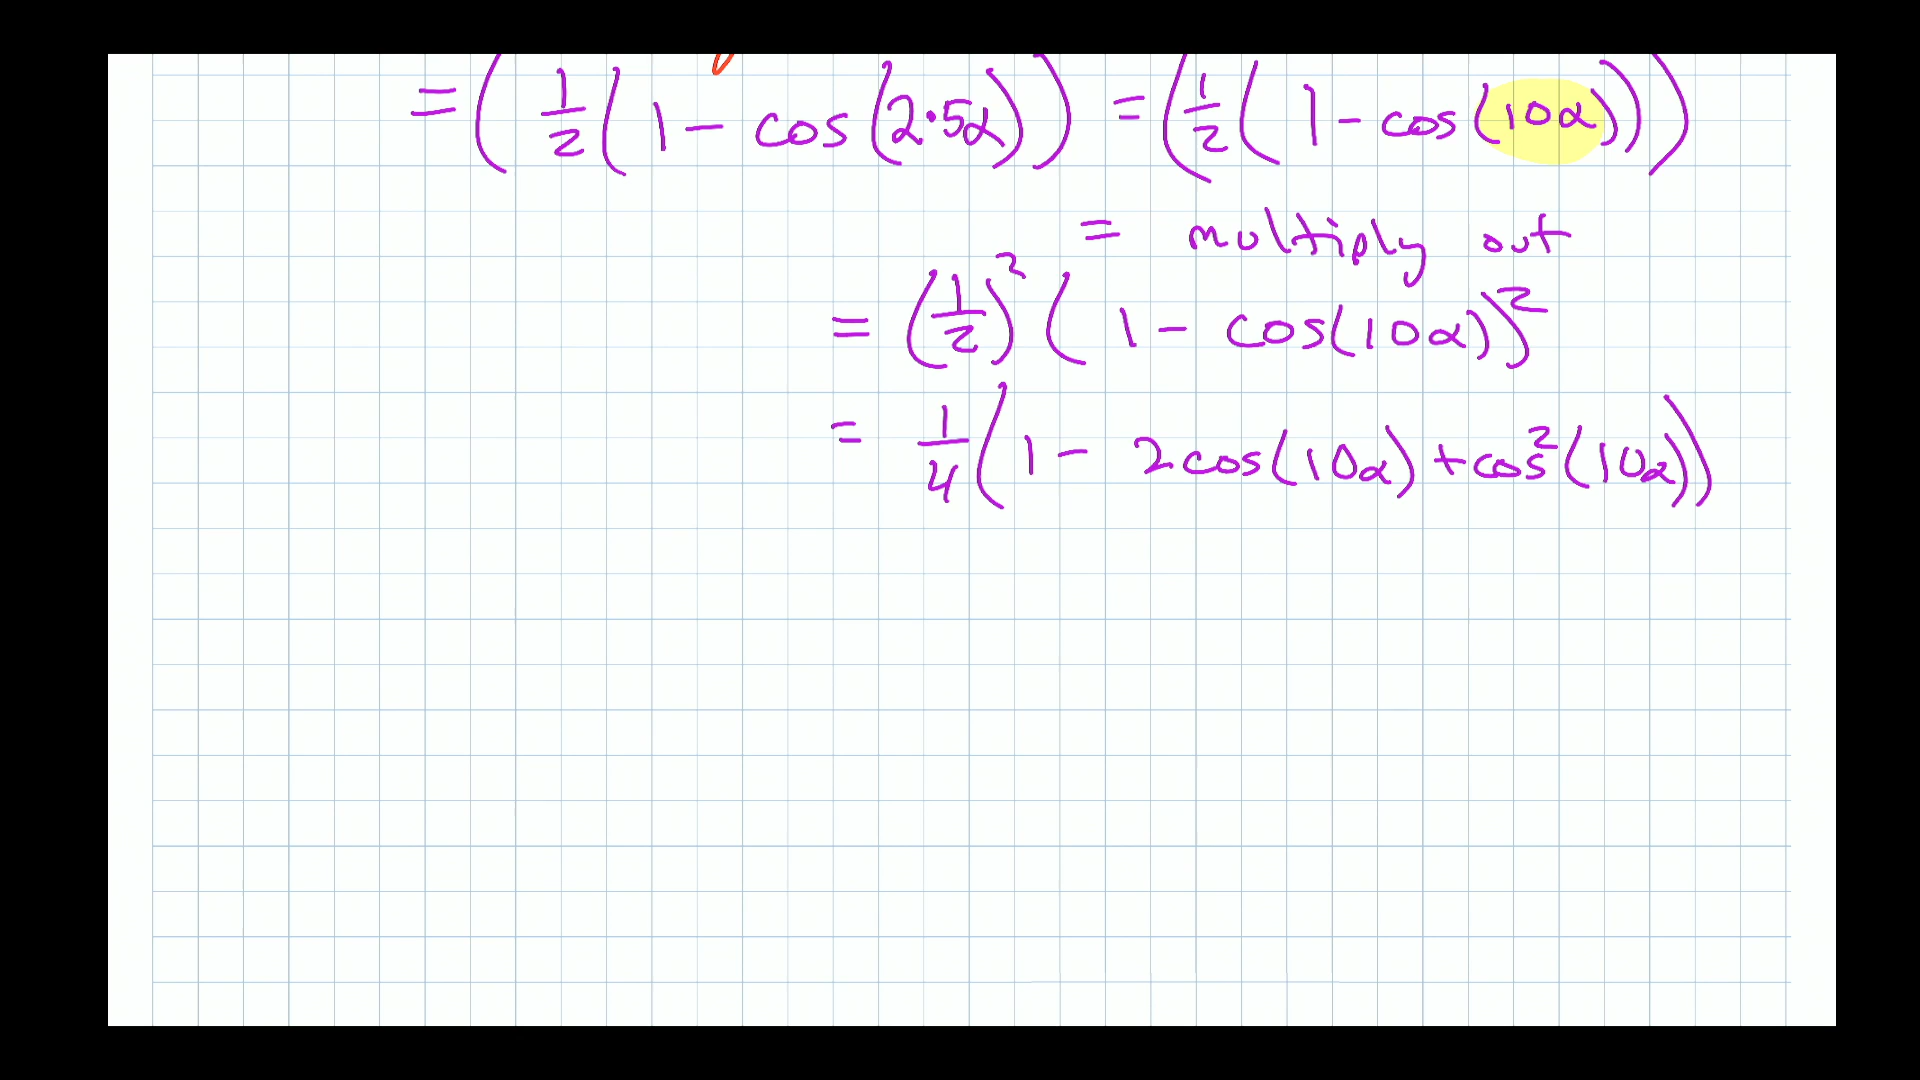 = ( 1/2 ( 1 - cos(2·5α) ) ) = ( 1/2 ( 1 - cos(10α) ) )
= multiply out
= (1/2)² ( 1 - cos(10α) )²
= 1/4 ( 1 - 2cos(10α) + cos²(10α) )